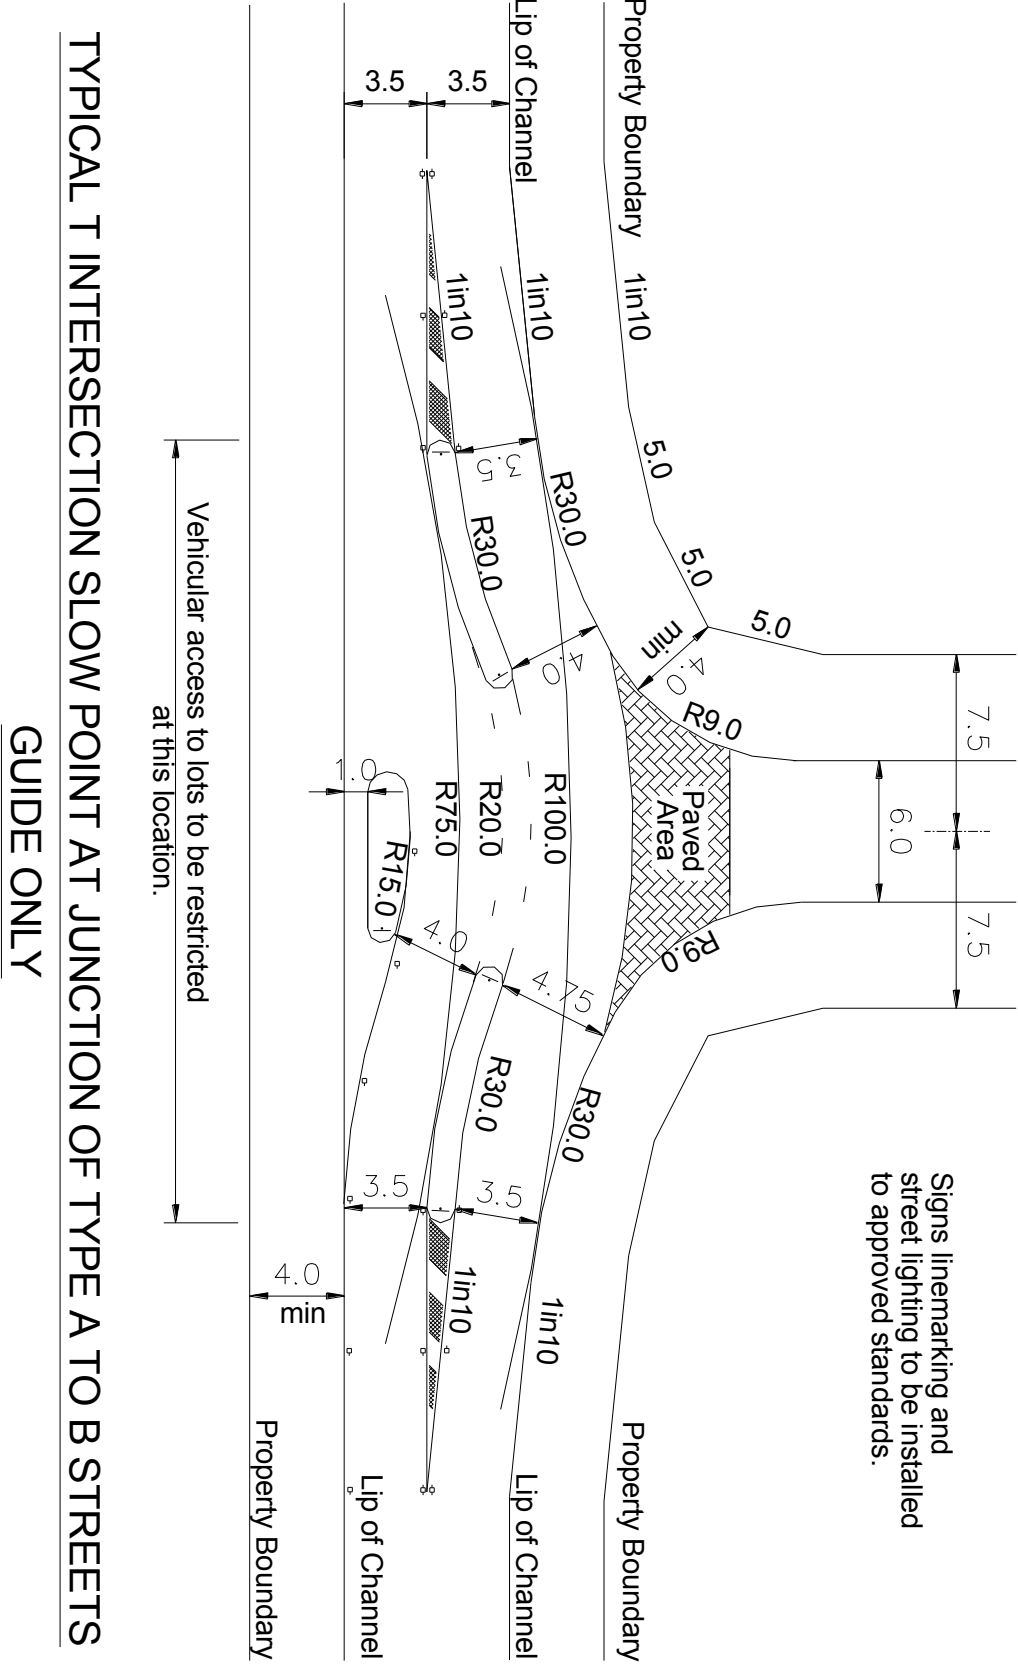 Property Boundary
Lip of Channel
3.5
3.5
1in10
1in10
1in10
5.0
5.0
5.0
3.5
R30.0
R30.0
4.0
4.0
min
R9.0
7.5
7.5
6.0
Paved
Area
R9.0
R100.0
R20.0
R75.0
R15.0
1.0
4.0
4.75
R30.0
R30.0
3.5
3.5
1in10
1in10
4.0
min
Property Boundary
Lip of Channel
Lip of Channel
Property Boundary
Signs linemarking and
street lighting to be installed
to approved standards.
Vehicular access to lots to be restricted
at this location.
TYPICAL T INTERSECTION SLOW POINT AT JUNCTION OF TYPE A TO B STREETS
GUIDE ONLY